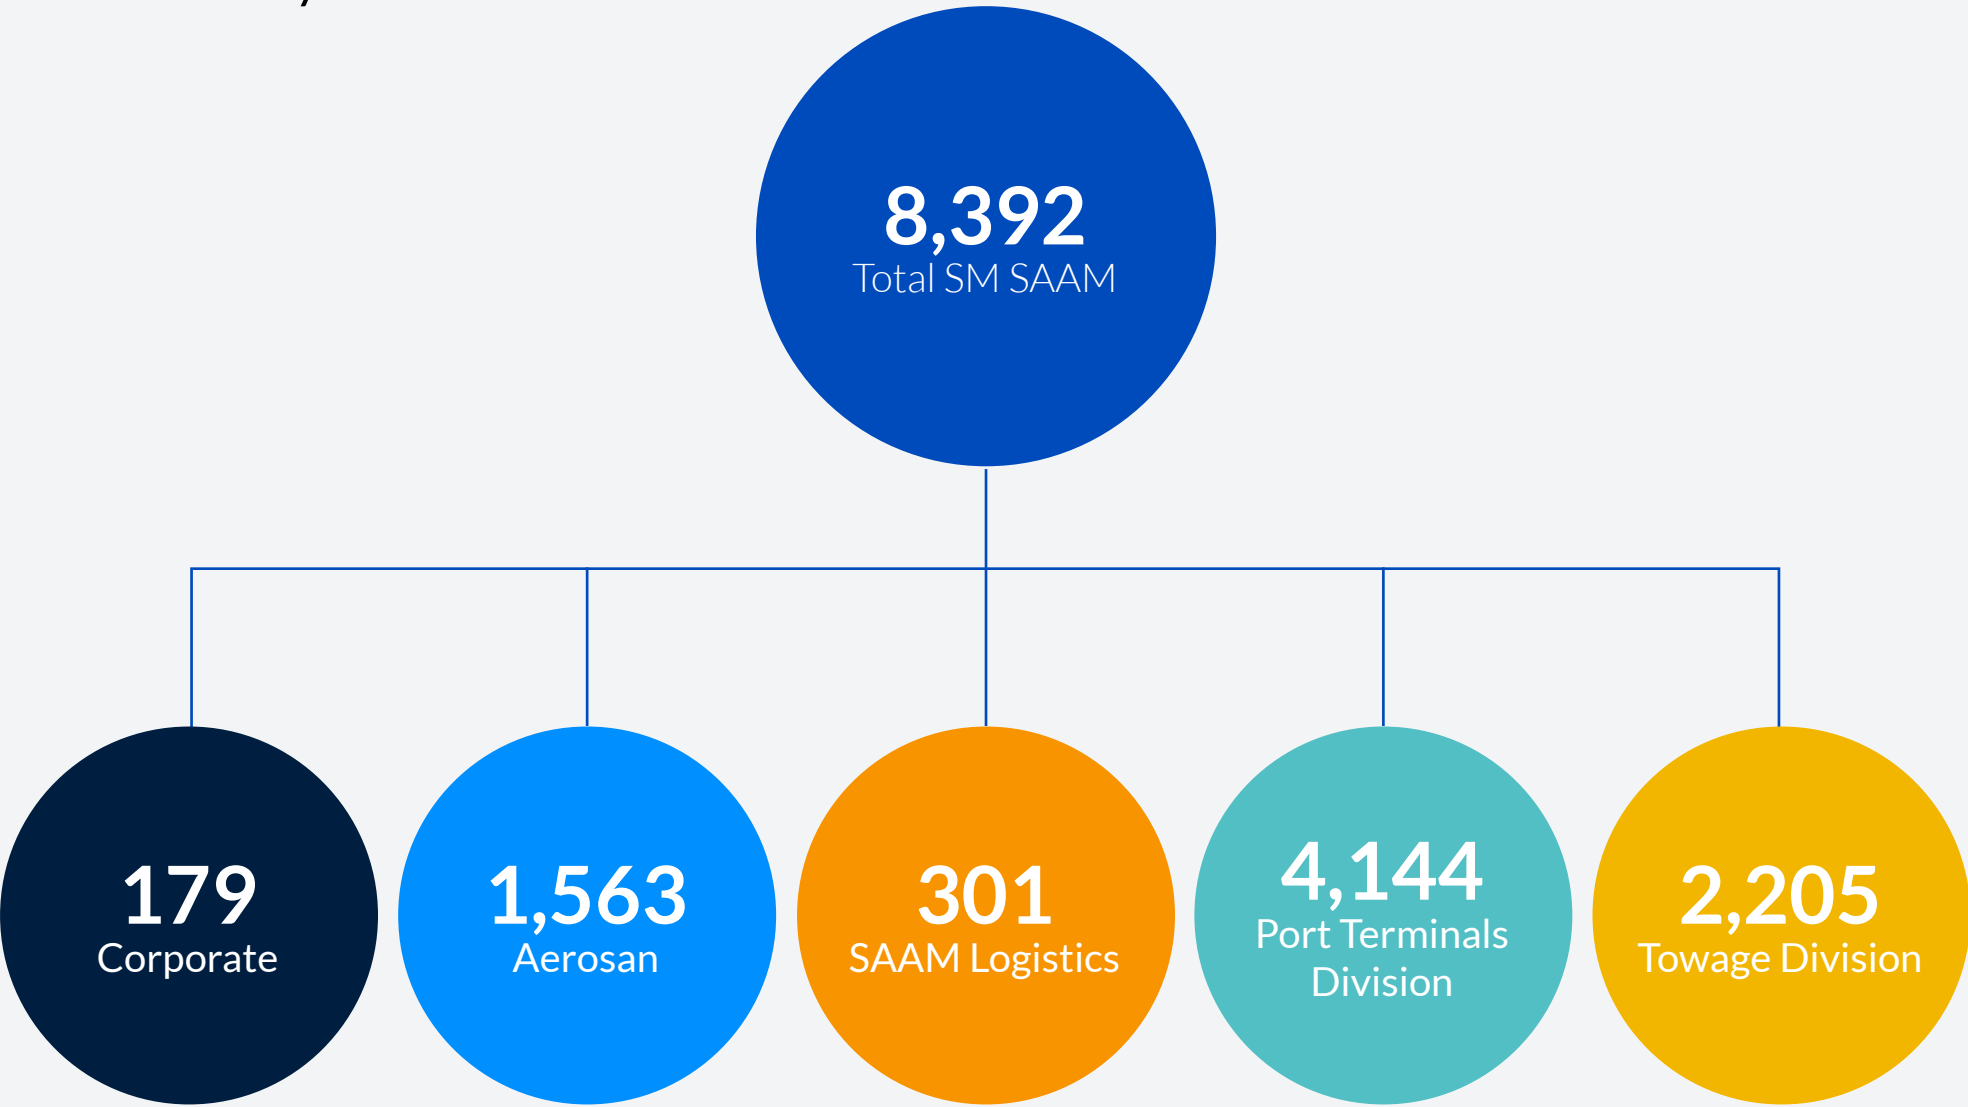 8,392
Total SM SAAM
179
Corporate
1,563
Aerosan
301
SAAM Logistics
4,144
Port Terminals
Division
2,205
Towage Division